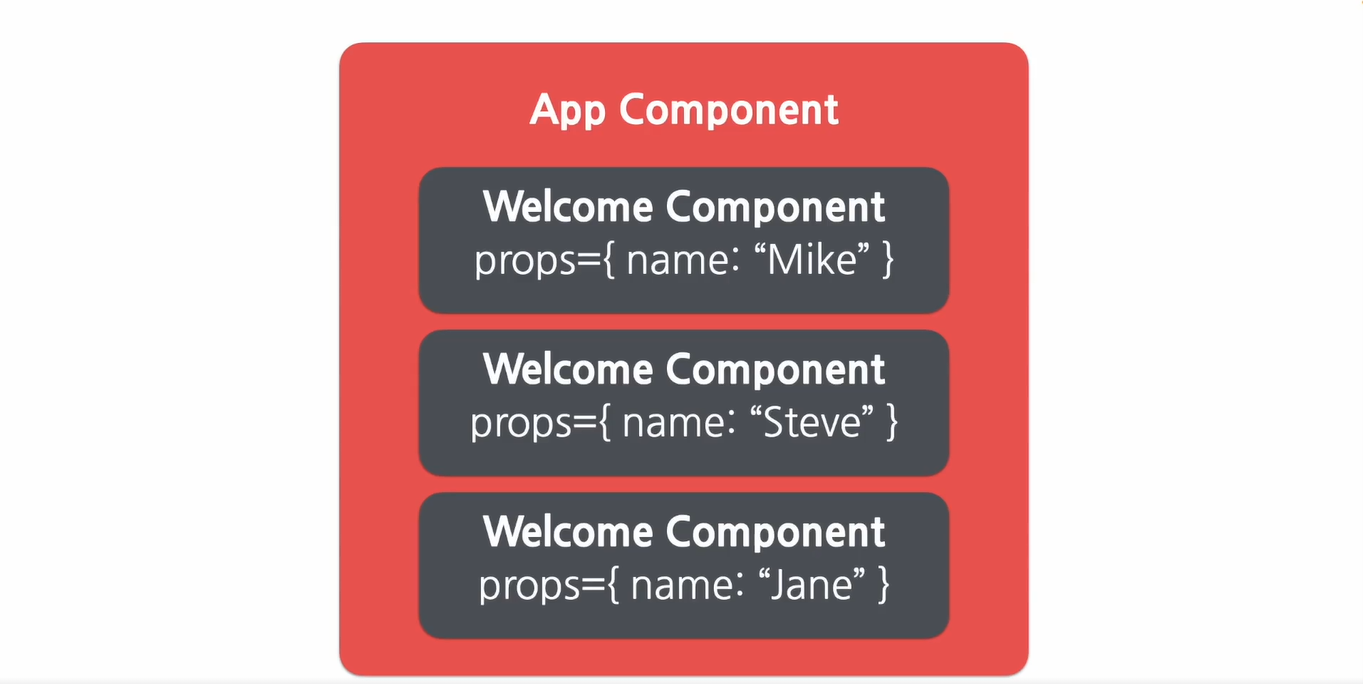 App Component
Welcome Component
props={ name: “Mike” }
Welcome Component
props={ name: “Steve” }
Welcome Component
props={ name: “Jane” }